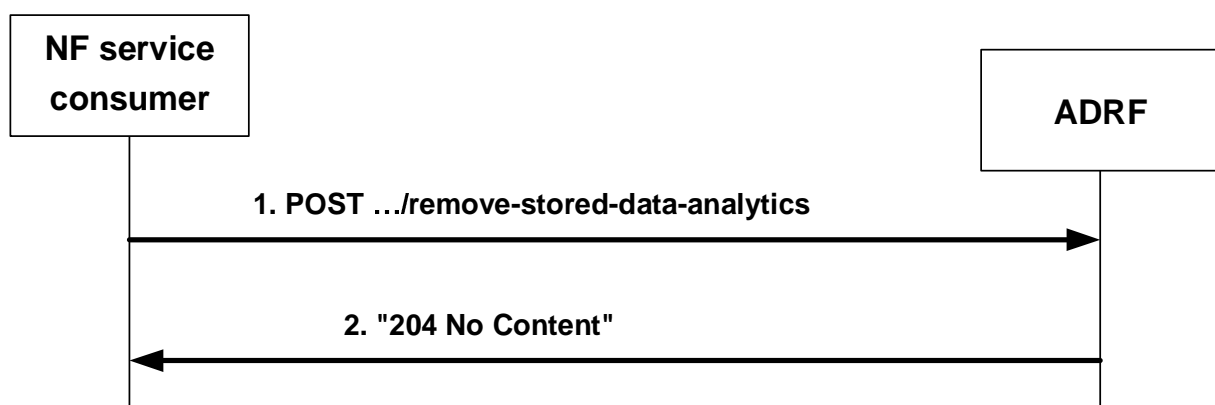 NF service
consumer
ADRF
1. POST …/remove-stored-data-analytics
2. "204 No Content"